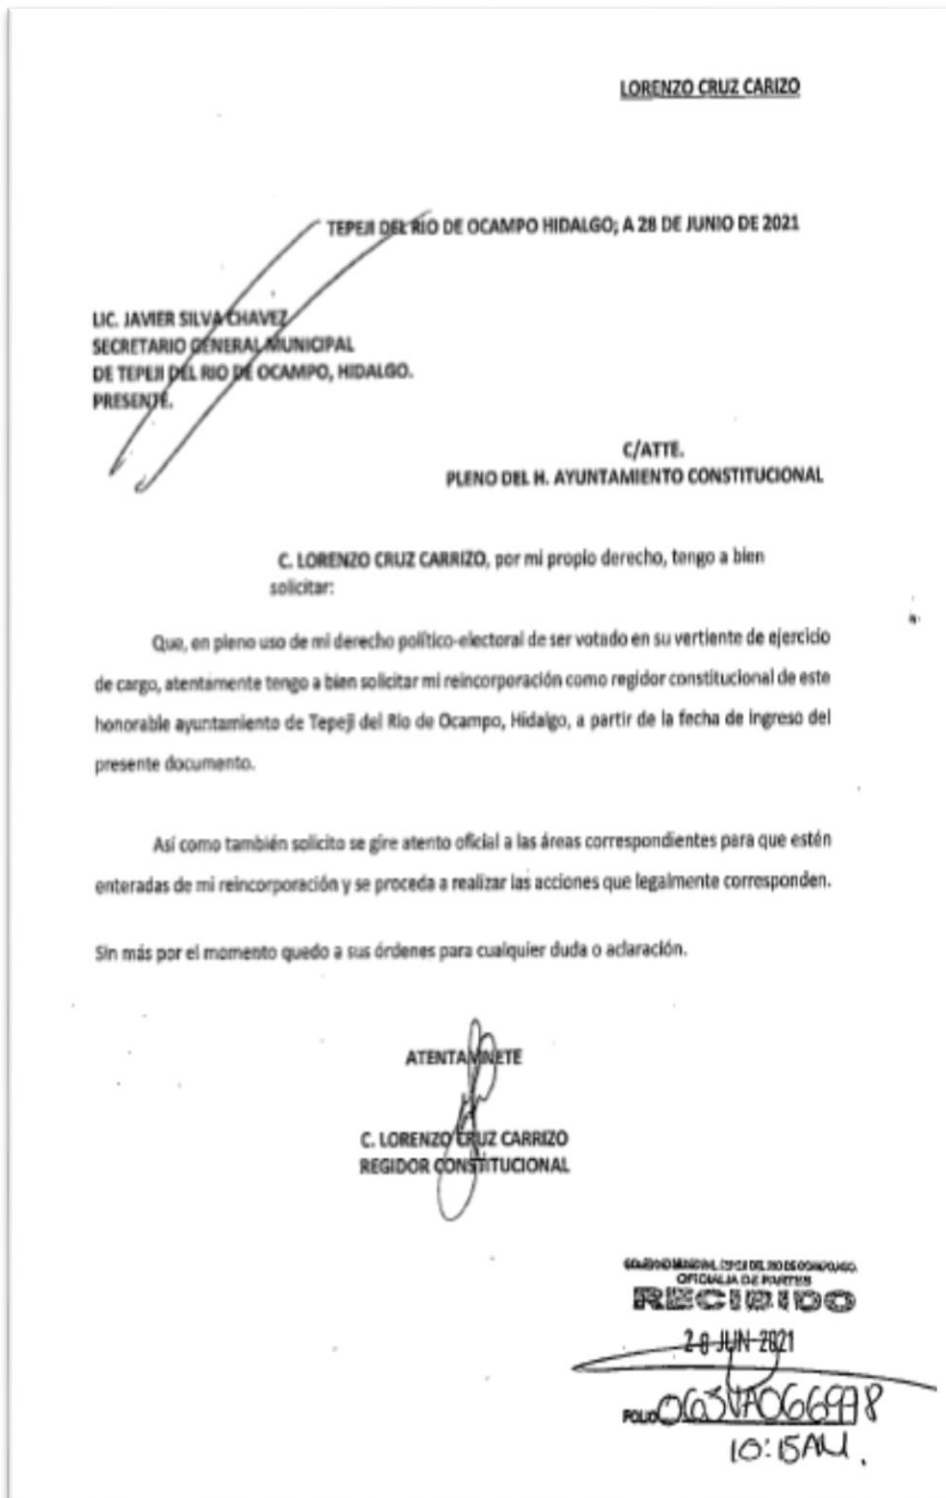 LORENZO CRUZ CARIZO
TEPEJI DEL RIO DE OCAMPO HIDALGO; A 28 DE JUNIO DE 2021
LIC. JAVIER SILVA CHAVEZ
SECRETARIO GENERAL MUNICIPAL
DE TEPEJI DEL RIO DE OCAMPO, HIDALGO.
PRESENTE.
C/ATTE.
PLENO DEL H. AYUNTAMIENTO CONSTITUCIONAL
C. LORENZO CRUZ CARRIZO, por mi propio derecho, tengo a bien
solicitar:
Que, en pleno uso de mi derecho político-electoral de ser votado en su vertiente de ejercicio
de cargo, atentamente tengo a bien solicitar mi reincorporación como regidor constitucional de este
honorable ayuntamiento de Tepeji del Rio de Ocampo, Hidalgo, a partir de la fecha de ingreso del
presente documento.
Así como también solicito se gire atento oficial a las áreas correspondientes para que estén
enteradas de mi reincorporación y se proceda a realizar las acciones que legalmente corresponden.
Sin más por el momento quedo a sus órdenes para cualquier duda o aclaración.
ATENTAMNETE
C. LORENZO CRUZ CARRIZO
REGIDOR CONSTITUCIONAL
OFICIALIA DE PARTES
RECIBIDO
28 JUN 2021
FOLIO
10:15AM.